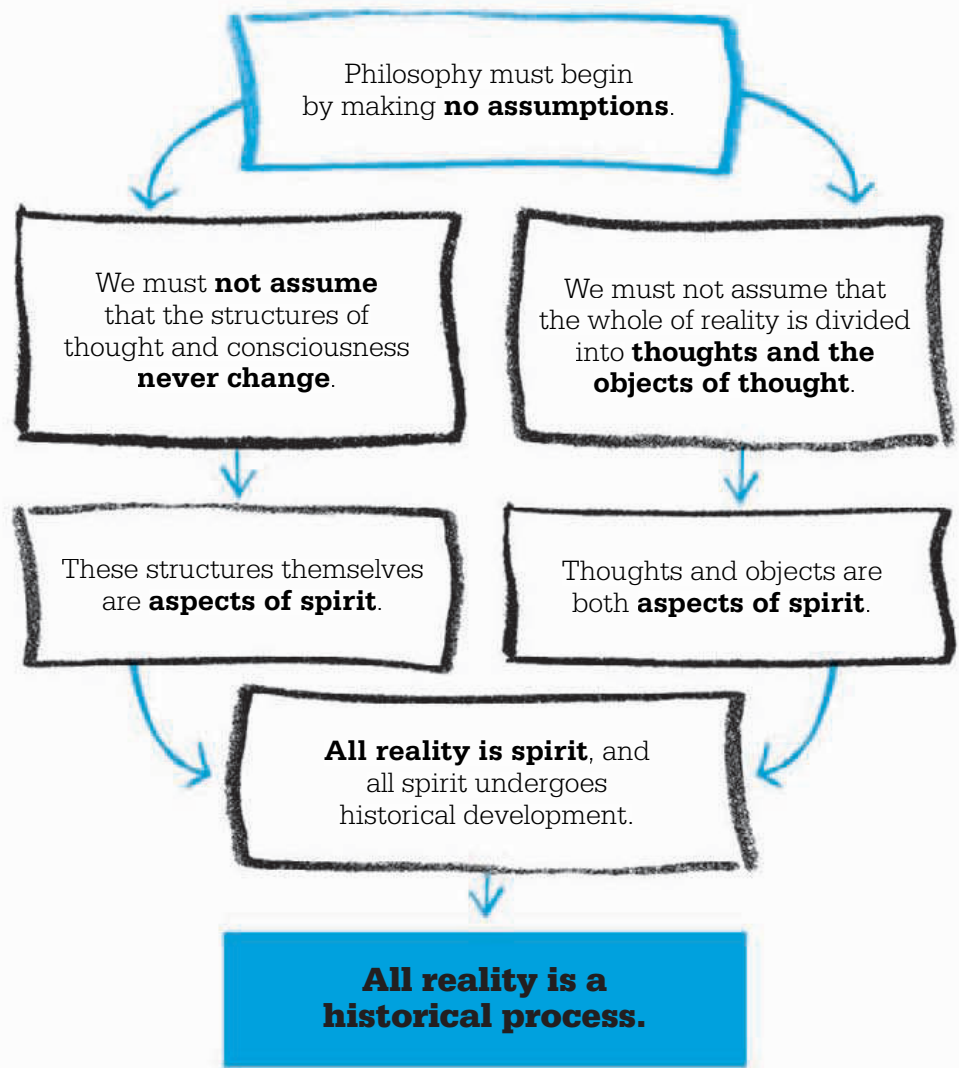 Philosophy must begin
by making no assumptions.
We must not assume
that the structures of
thought and consciousness
never change.
We must not assume that
the whole of reality is divided
into thoughts and the
objects of thought.
These structures themselves
are aspects of spirit.
Thoughts and objects are
both aspects of spirit.
All reality is spirit, and
all spirit undergoes
historical development.
All reality is a
historical process.